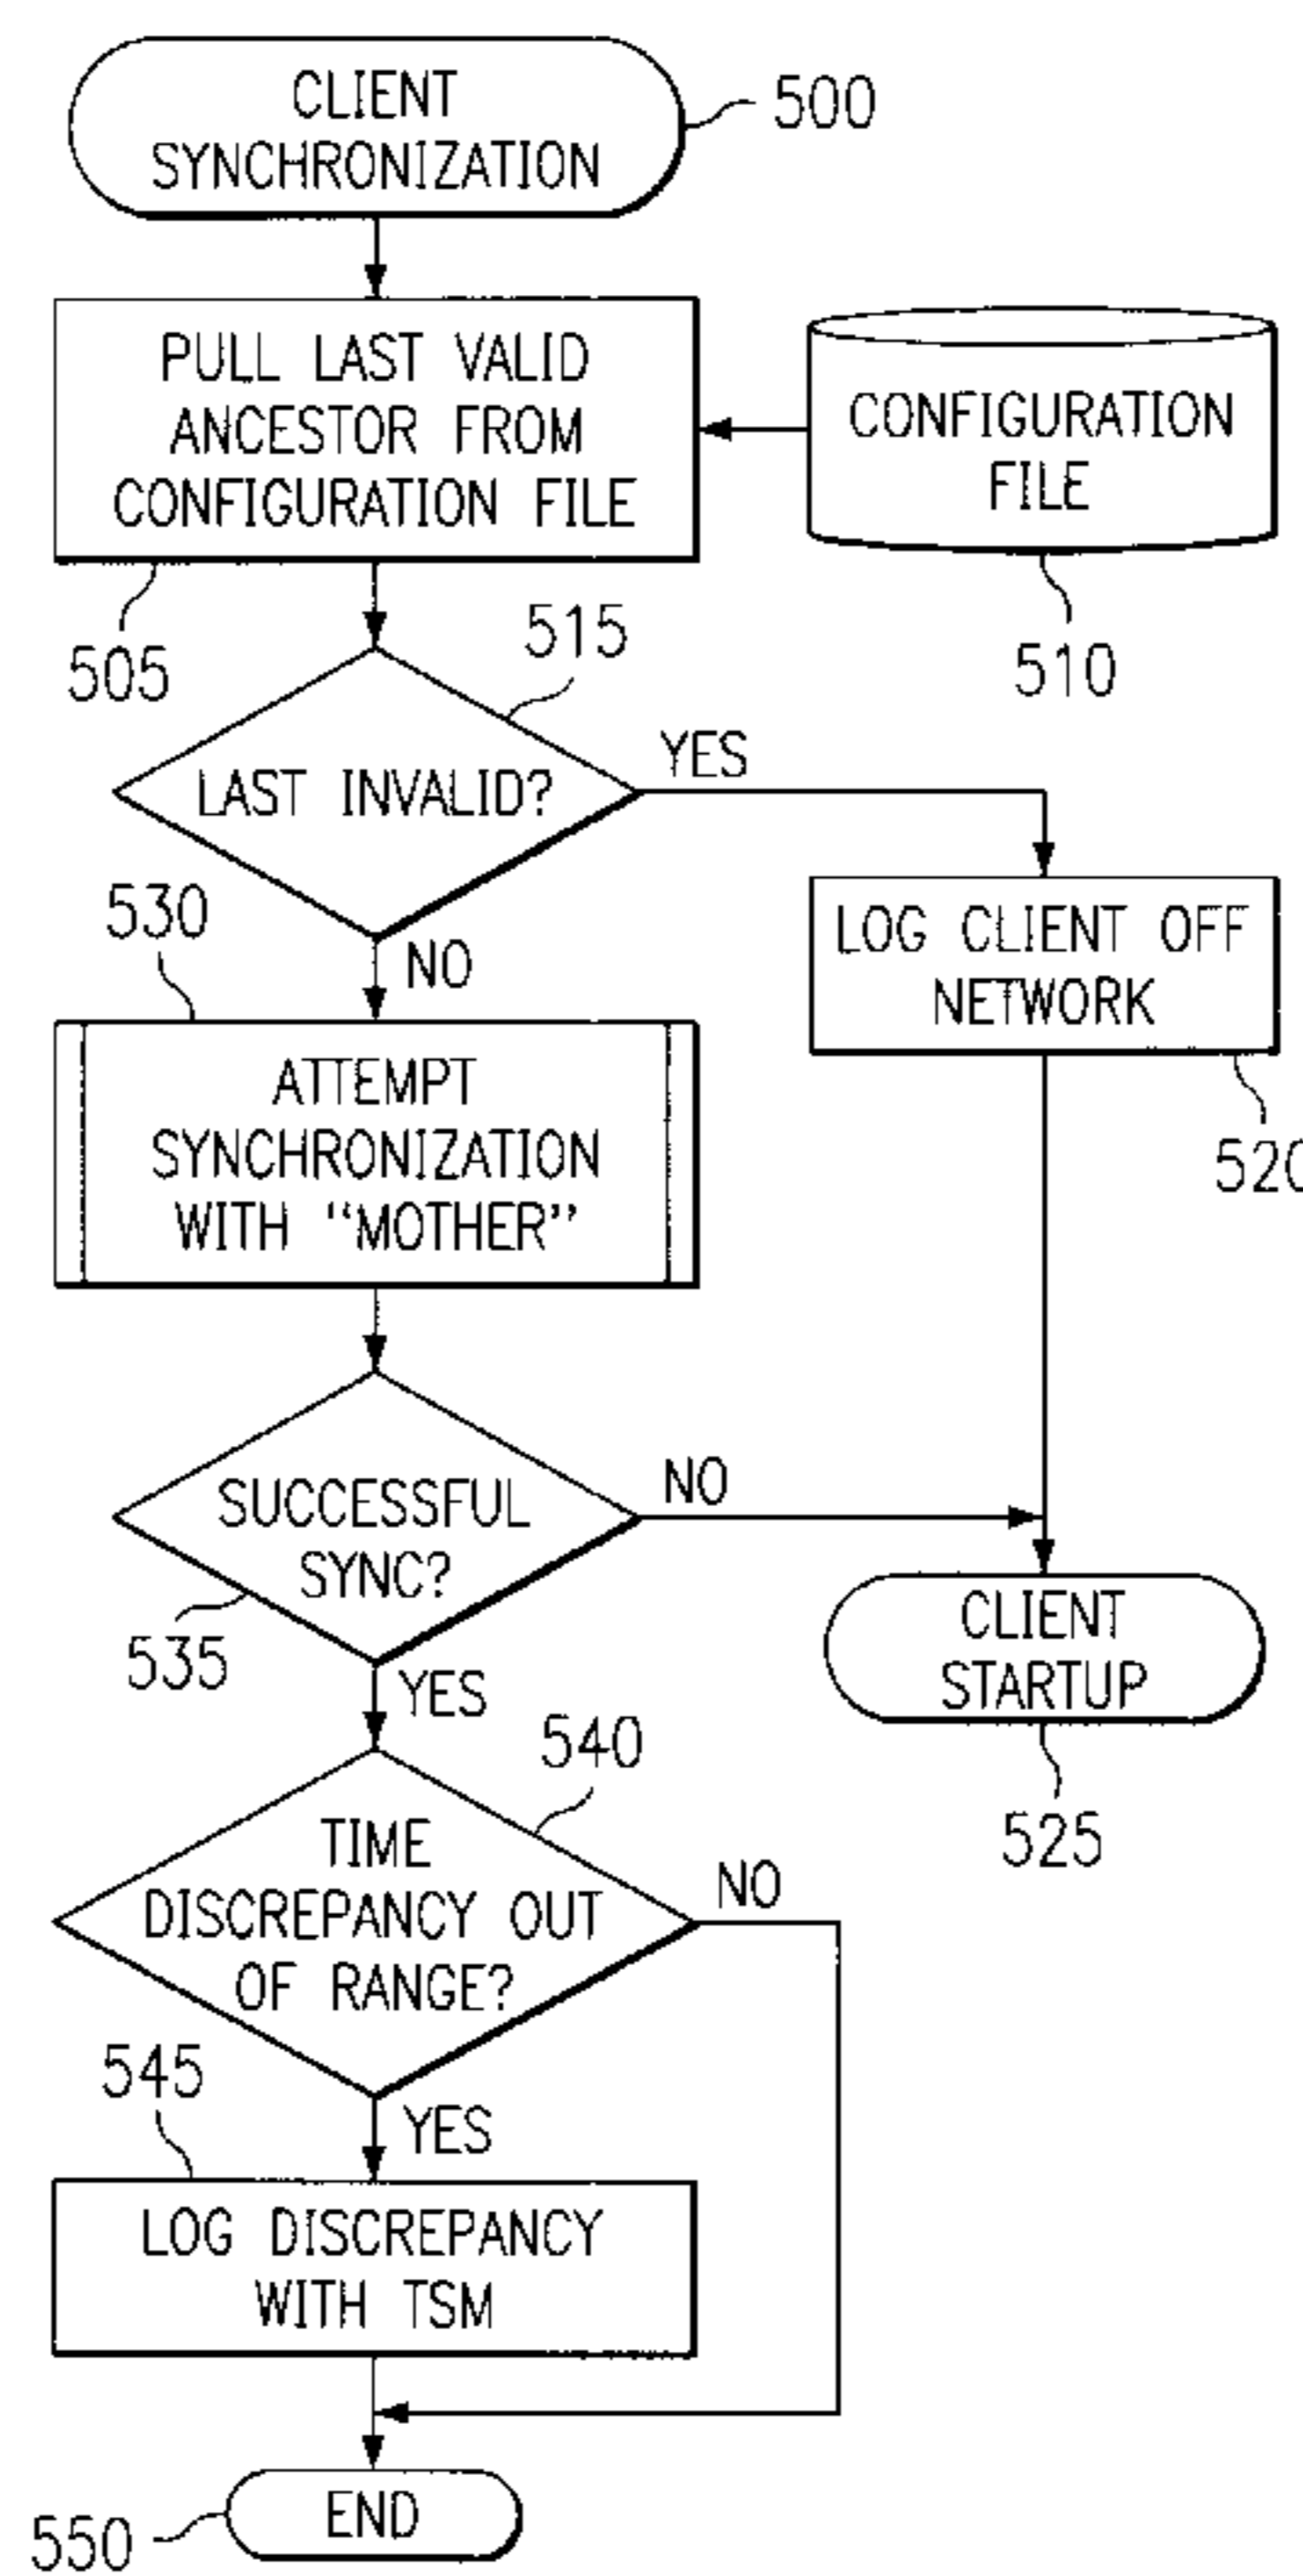 CLIENT
SYNCHRONIZATION
500
PULL LAST VALID
ANCESTOR FROM
CONFIGURATION FILE
505
CONFIGURATION
FILE
510
515
LAST INVALID?
YES
NO
LOG CLIENT OFF
NETWORK
520
530
ATTEMPT
SYNCHRONIZATION
WITH “MOTHER”
SUCCESSFUL
SYNC?
NO
535
YES
CLIENT
STARTUP
525
540
TIME
DISCREPANCY OUT
OF RANGE?
NO
545
YES
LOG DISCREPANCY
WITH TSM
END
550